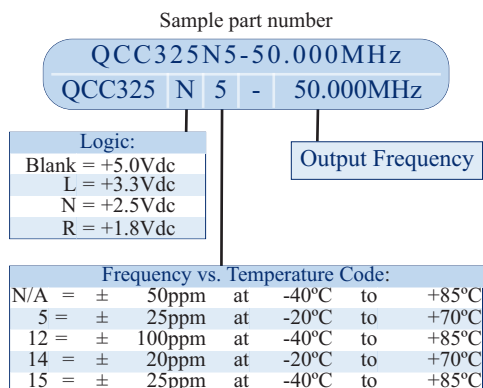 Sample part number
QCC325N5-50.000MHz
QCC325 N 5 - 50.000MHz
Logic:
Blank = +5.0Vdc
L = +3.3Vdc
N = +2.5Vdc
R = +1.8Vdc
Output Frequency
Frequency vs. Temperature Code:
N/A = ± 50ppm at -40ºC to +85ºC
5 = ± 25ppm at -20ºC to +70ºC
12 = ± 100ppm at -40ºC to +85ºC
14 = ± 20ppm at -20ºC to +70ºC
15 = ± 25ppm at -40ºC to +85ºC